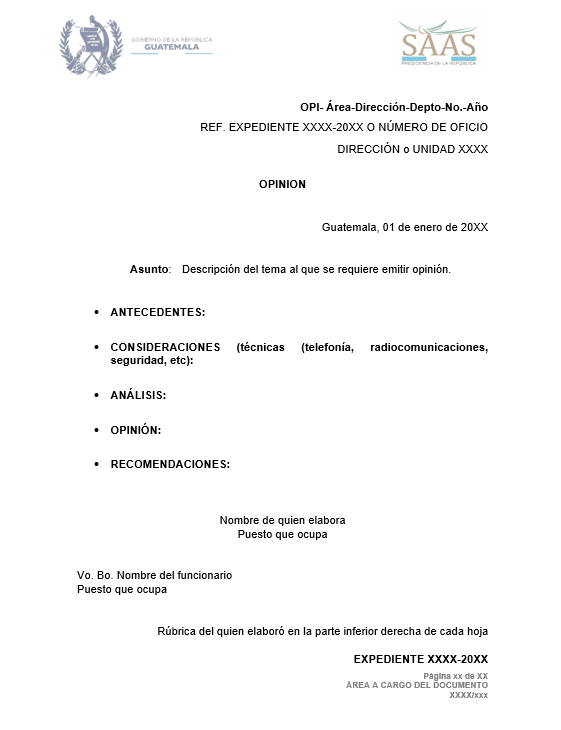 GOBIERNO DE LA REPÚBLICA
GUATEMALA
SAAS
PRESIDENCIA DE LA REPÚBLICA
OPI- Área-Dirección-Depto-No.-Año
REF. EXPEDIENTE XXXX-20XX O NÚMERO DE OFICIO
DIRECCIÓN o UNIDAD XXXX
OPINION
Guatemala, 01 de enero de 20XX
Asunto: Descripción del tema al que se requiere emitir opinión.
• ANTECEDENTES:
• CONSIDERACIONES (técnicas (telefonía, radiocomunicaciones,
seguridad, etc):
• ANÁLISIS:
• OPINIÓN:
• RECOMENDACIONES:
Nombre de quien elabora
Puesto que ocupa
Vo. Bo. Nombre del funcionario
Puesto que ocupa
Rúbrica del quien elaboró en la parte inferior derecha de cada hoja
EXPEDIENTE XXXX-20XX
Página xx de XX
ÁREA A CARGO DEL DOCUMENTO
XXXX/xxx